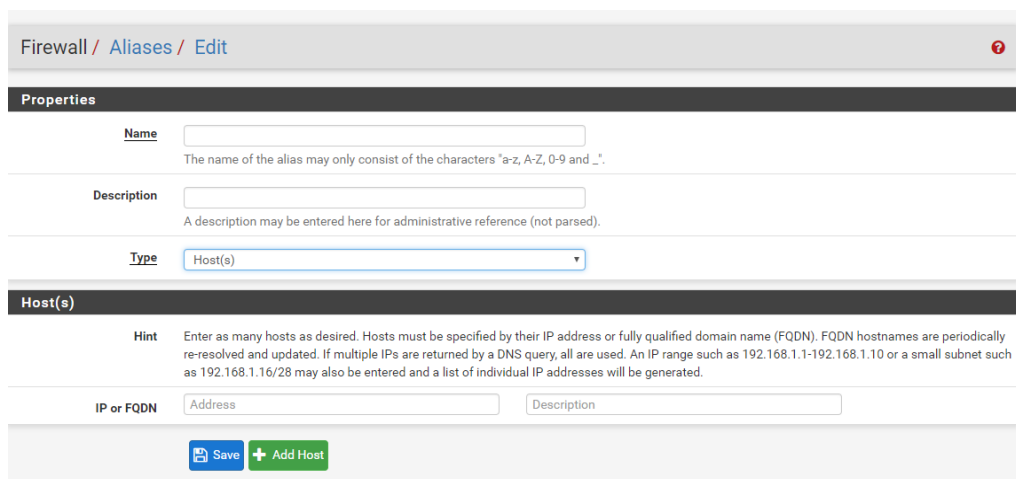 Firewall / Aliases / Edit
Properties
Name
The name of the alias may only consist of the characters "a-z, A-Z, 0-9 and _".
Description
A description may be entered here for administrative reference (not parsed).
Type
Host(s)
Host(s)
Hint
Enter as many hosts as desired. Hosts must be specified by their IP address or fully qualified domain name (FQDN). FQDN hostnames are periodically
re-resolved and updated. If multiple IPs are returned by a DNS query, all are used. An IP range such as 192.168.1.1-192.168.1.10 or a small subnet such
as 192.168.1.16/28 may also be entered and a list of individual IP addresses will be generated.
IP or FQDN
Address
Description
Save
Add Host